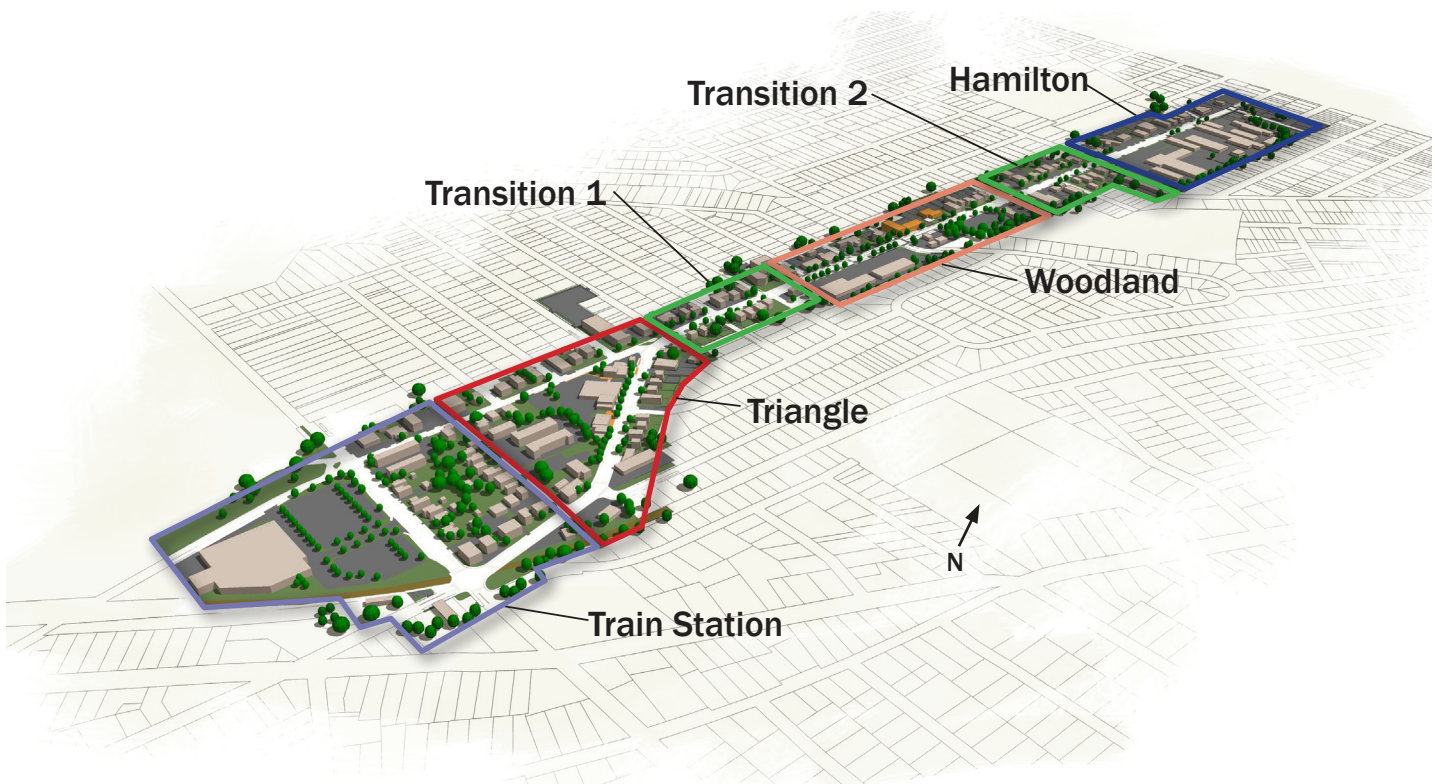 Hamilton
Transition 2
Transition 1
Woodland
Triangle
N
Train Station